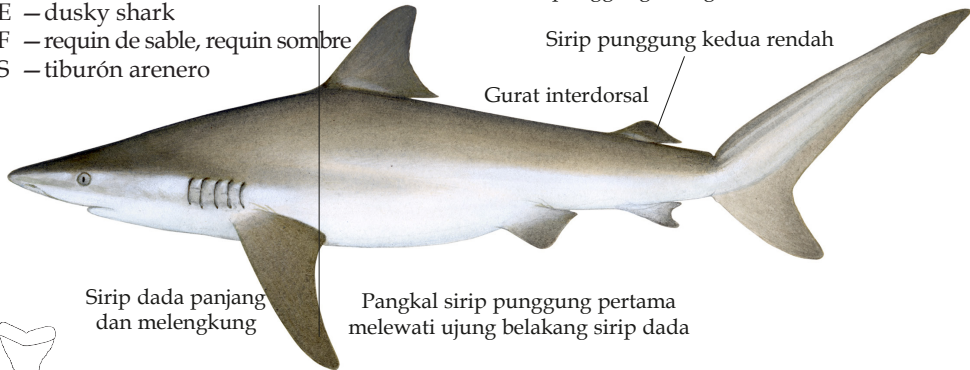 E – dusky shark
F – requin de sable, requin sombre
S – tiburón arenero
Sirip punggung kedua rendah
Gurat interdorsal
Sirip dada panjang
dan melengkung
Pangkal sirip punggung pertama
melewati ujung belakang sirip dada